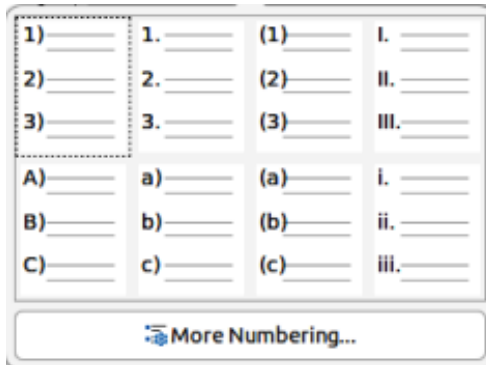 1) 1. (1) I.
2) 2. (2) II.
3) 3. (3) III.
A) a) (a) i.
B) b) (b) ii.
C) c) (c) iii.
More Numbering...